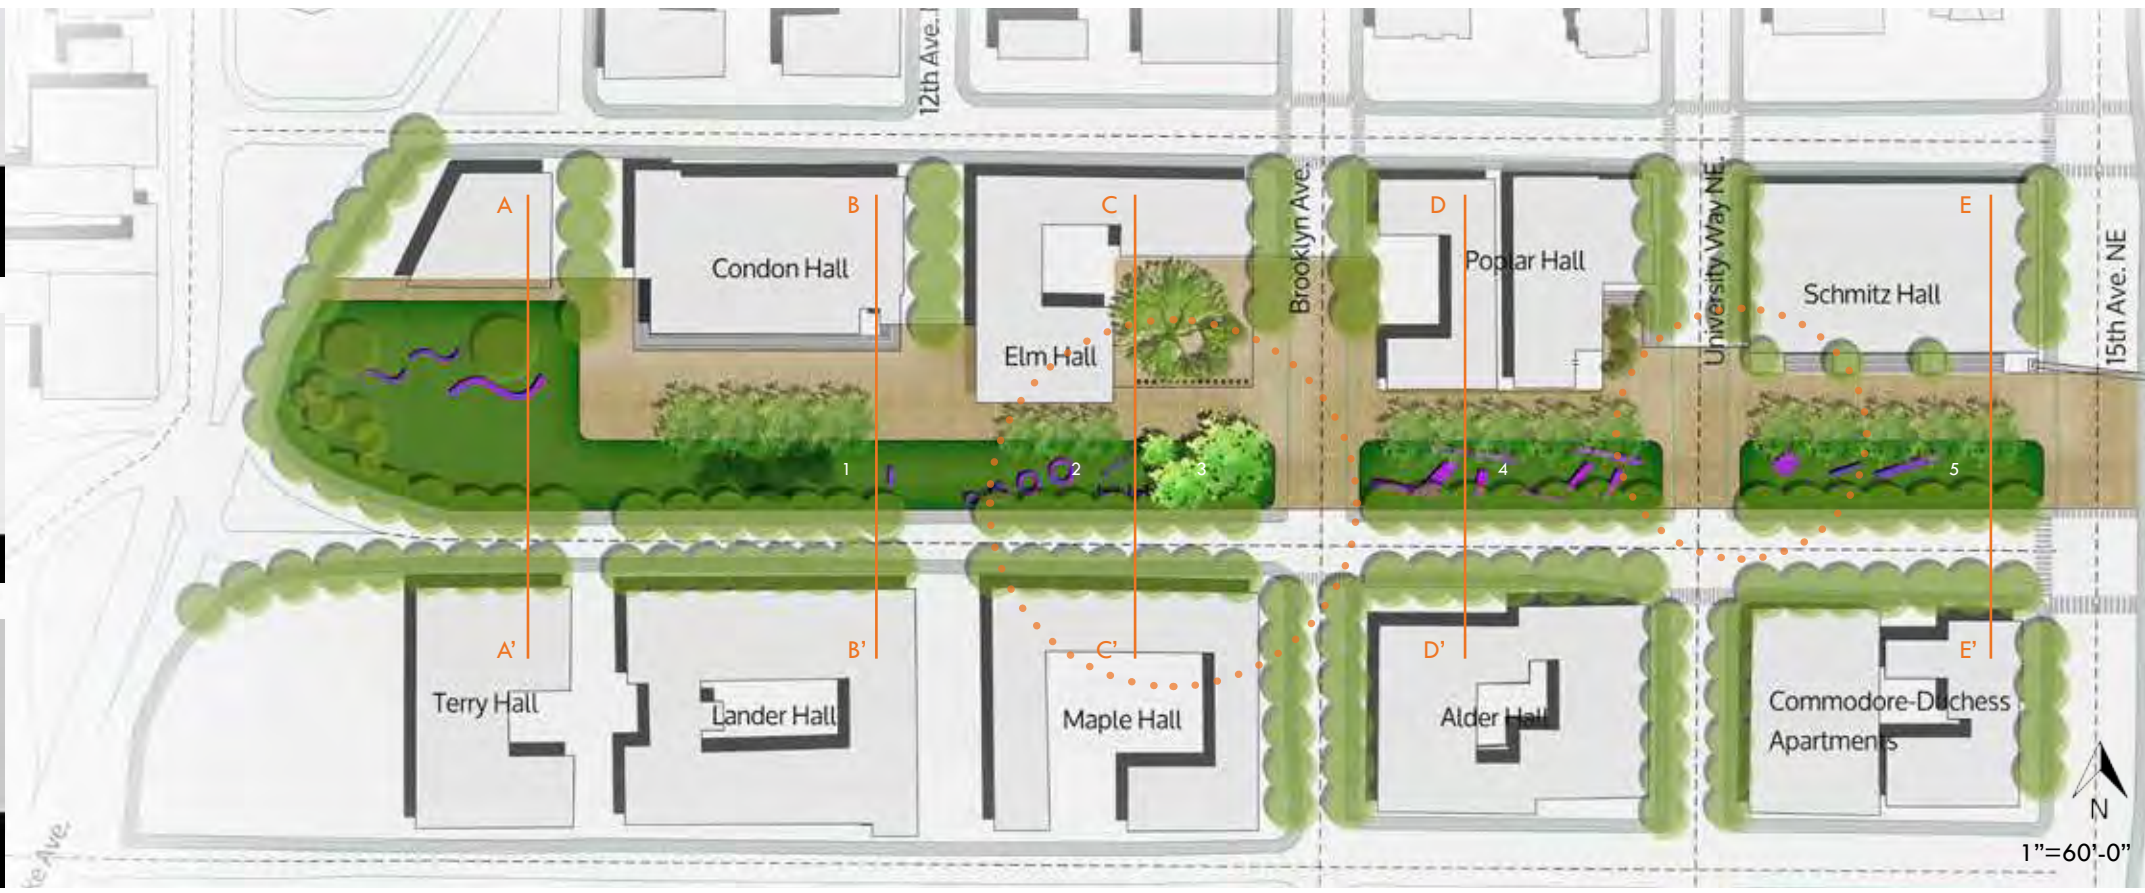 12th Ave.
Brooklyn Ave.
University Way NE
15th Ave. NE
A
B
C
D
E
Condon Hall
Elm Hall
Poplar Hall
Schmitz Hall
1
2
3
4
5
A'
B'
C'
D'
E'
Terry Hall
Lander Hall
Maple Hall
Alder Hall
Commodore-Duchess
Apartments
N
1”=60’-0”
Ave.